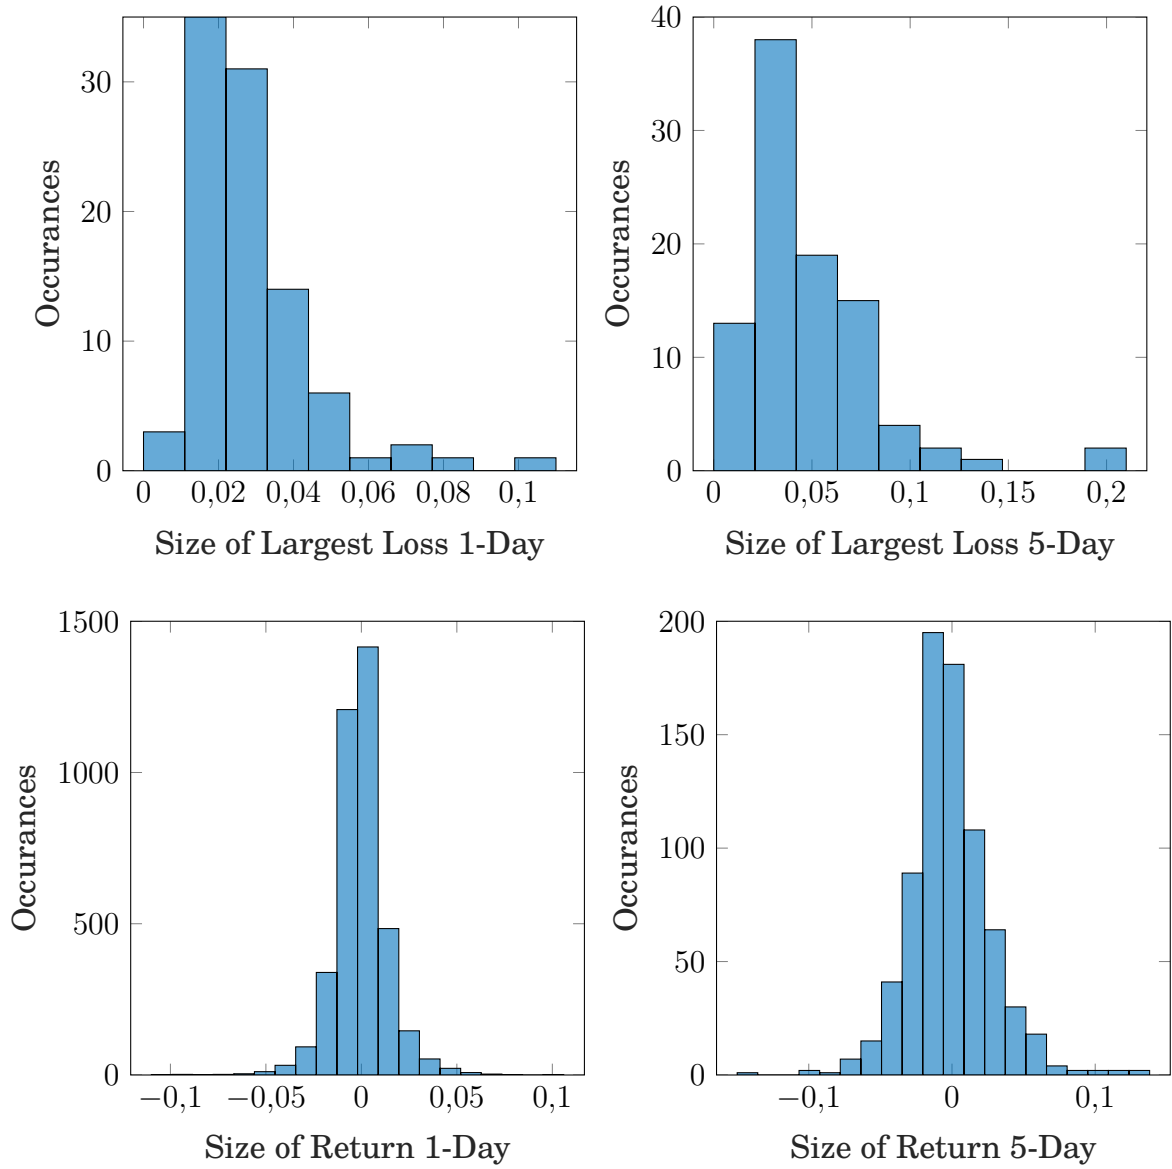 30
20
10
0
0 0,02 0,04 0,06 0,08 0,1
Occurances
Size of Largest Loss 1-Day
40
30
20
10
0
0 0,05 0,1 0,15 0,2
Occurances
Size of Largest Loss 5-Day
1500
1000
500
0
−0,1 −0,05 0 0,05 0,1
Occurances
Size of Return 1-Day
200
150
100
50
0
−0,1 0 0,1
Occurances
Size of Return 5-Day